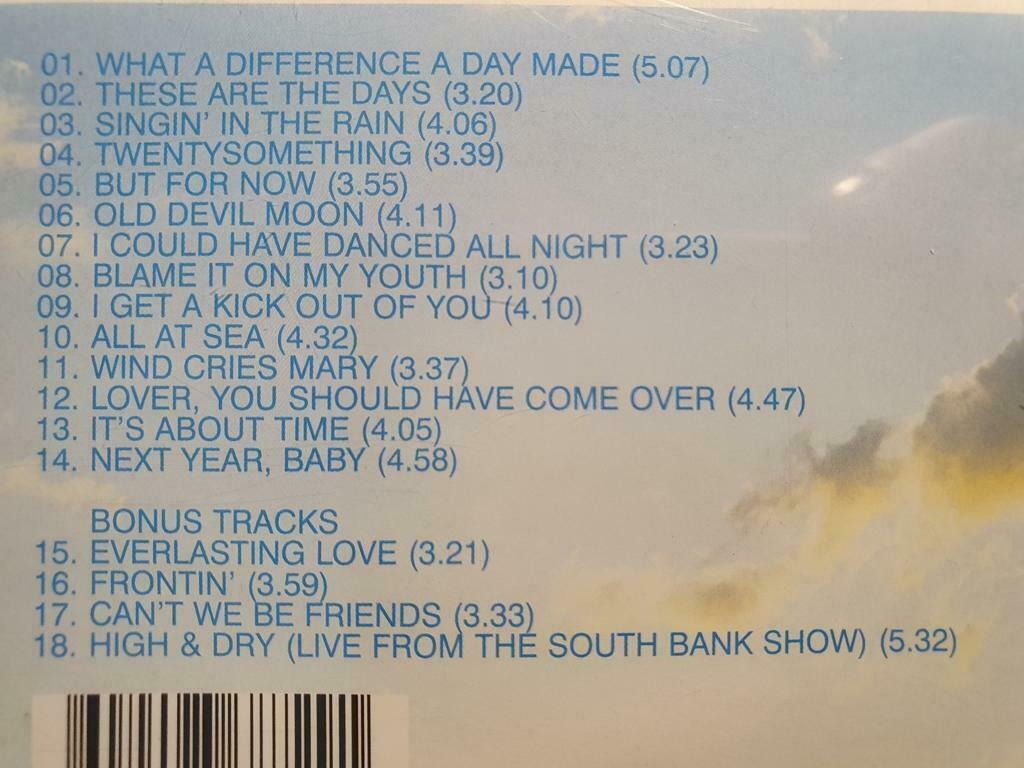 01. WHAT A DIFFERENCE A DAY MADE (5.07)
02. THESE ARE THE DAYS (3.20)
03. SINGIN' IN THE RAIN (4.06)
04. TWENTYSOMETHING (3.39)
05. BUT FOR NOW (3.55)
06. OLD DEVIL MOON (4.11)
07. I COULD HAVE DANCED ALL NIGHT (3.23)
08. BLAME IT ON MY YOUTH (3.10)
09. I GET A KICK OUT OF YOU (4.10)
10. ALL AT SEA (4.32)
11. WIND CRIES MARY (3.37)
12. LOVER, YOU SHOULD HAVE COME OVER (4.47)
13. IT'S ABOUT TIME (4.05)
14. NEXT YEAR, BABY (4.58)
BONUS TRACKS
15. EVERLASTING LOVE (3.21)
16. FRONTIN' (3.59)
17. CAN'T WE BE FRIENDS (3.33)
18. HIGH & DRY (LIVE FROM THE SOUTH BANK SHOW) (5.32)